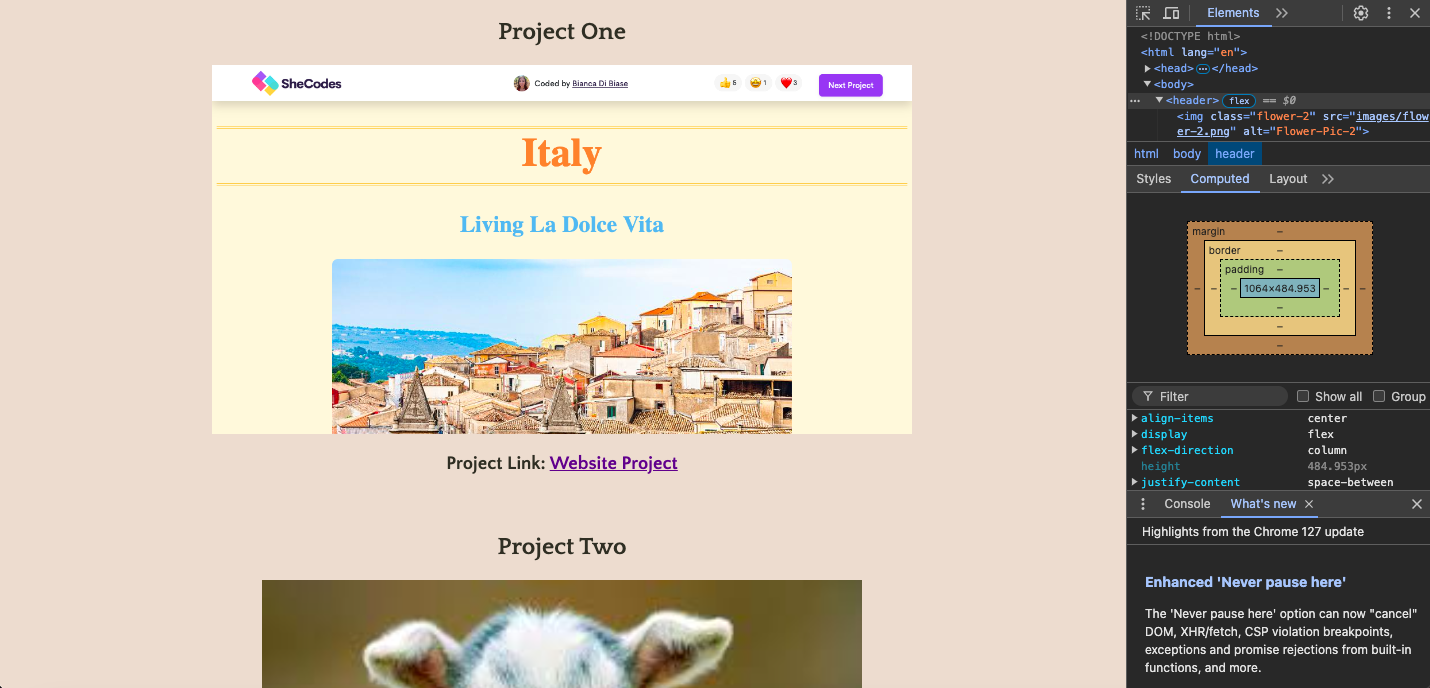 Project One
SheCodes
Coded by Bianca Di Biase
👍 5
🤩 1
❤️ 3
Next Project
Italy
Living La Dolce Vita
Project Link: Website Project
Project Two
Elements
<!DOCTYPE html>
<html lang="en">
<head> ⋯ </head>
<body>
<header> flex == $0
<img class="flower-2" src="images/flow
er-2.png" alt="Flower-Pic-2">
html body header
Styles Computed Layout
margin –
border –
padding –
– – – 1064×484.953 – – –
–
–
–
Filter Show all Group
align-items center
display flex
flex-direction column
height 484.953px
justify-content space-between
Console What's new
Highlights from the Chrome 127 update
Enhanced 'Never pause here'
The 'Never pause here' option can now "cancel"
DOM, XHR/fetch, CSP violation breakpoints,
exceptions and promise rejections from built-in
functions, and more.